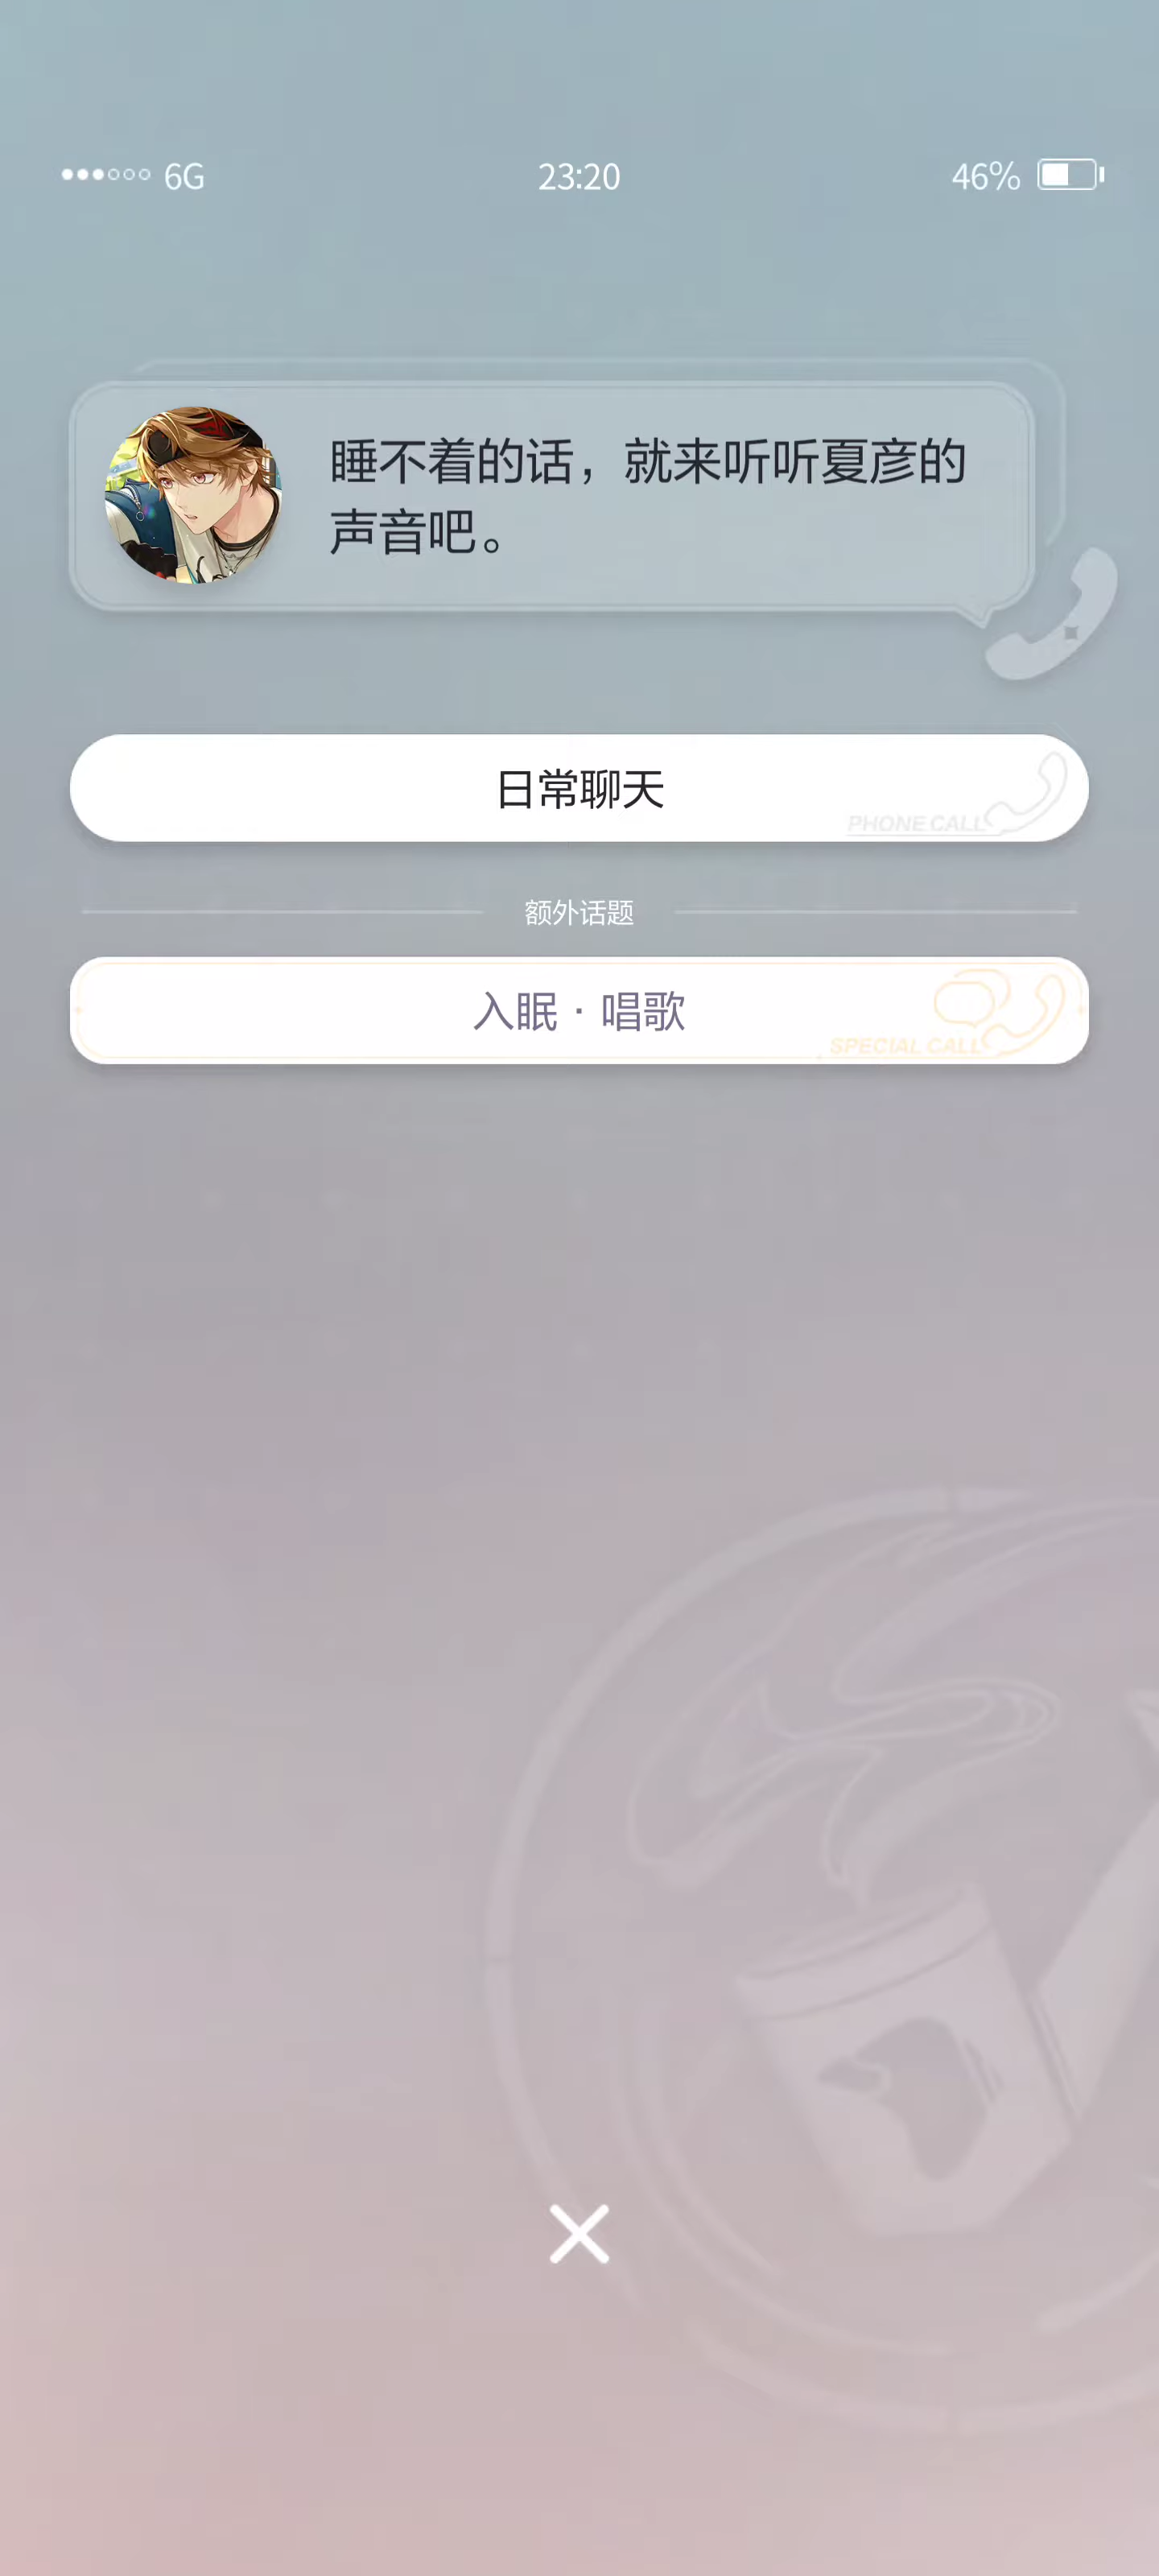 6G 23:20 46%
睡不着的话，就来听听夏彦的
声音吧。
日常聊天
PHONE CALL
额外话题
入眠 · 唱歌
SPECIAL CALL